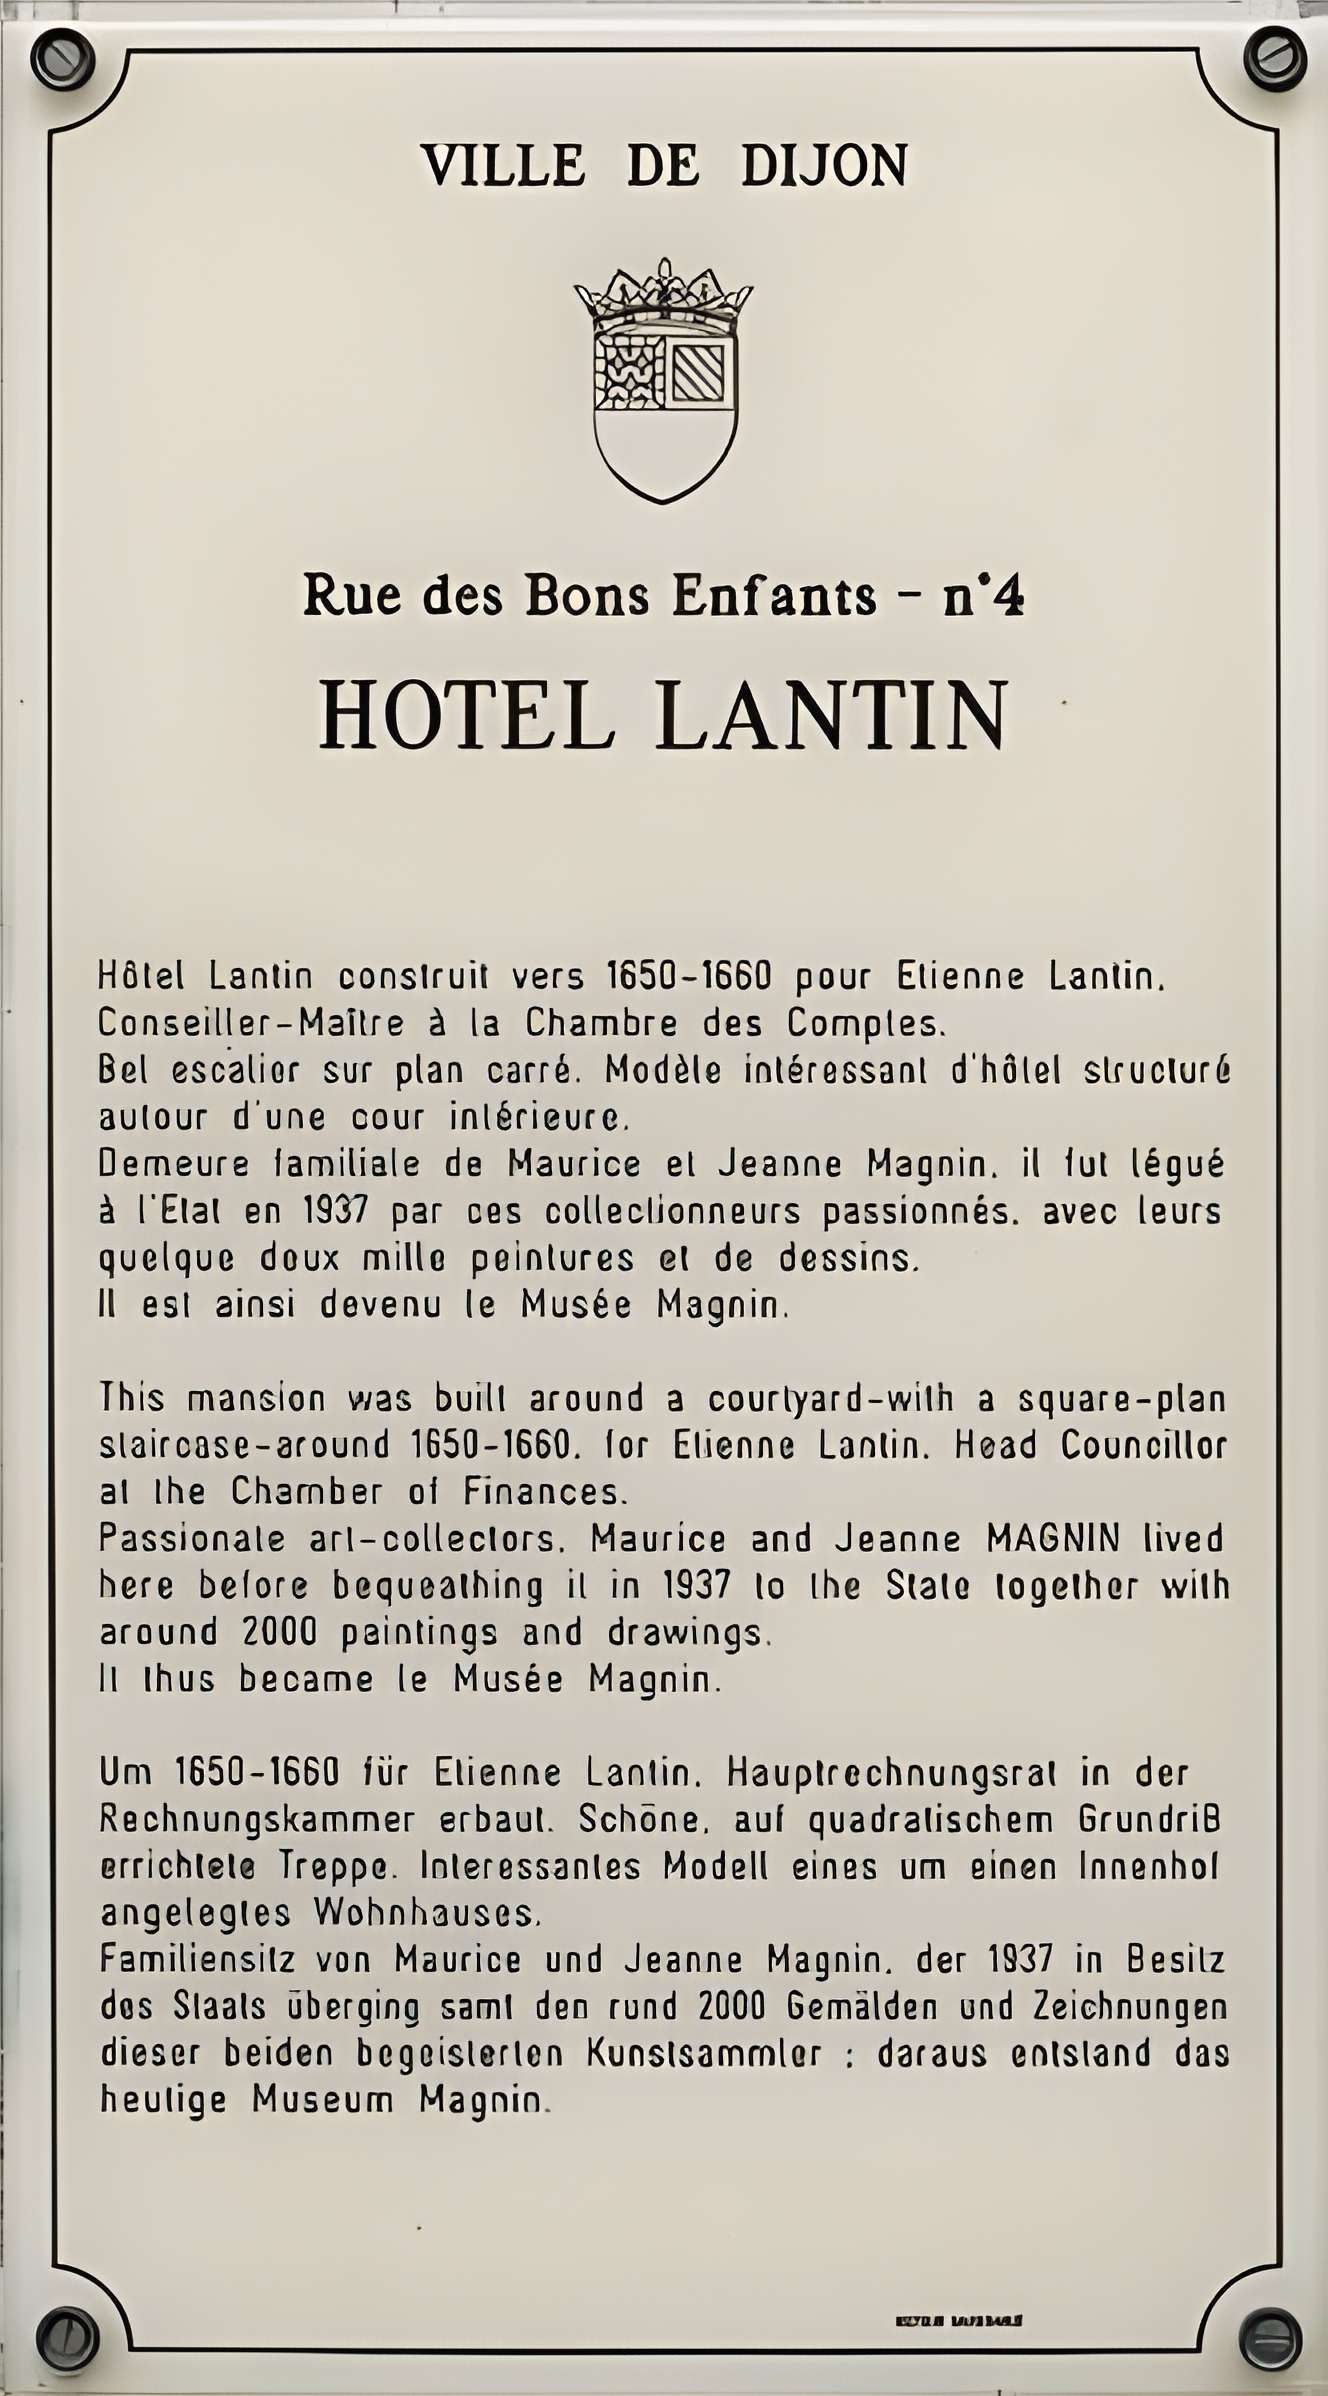 VILLE DE DIJON
Rue des Bons Enfants - n°4
HOTEL LANTIN
Hôtel Lantin construit vers 1650-1660 pour Etienne Lantin,
Conseiller-Maître à la Chambre des Comptes.
Bel escalier sur plan carré. Modèle intéressant d'hôtel structuré
autour d'une cour intérieure.
Demeure familiale de Maurice et Jeanne Magnin, il fut légué
à l'Etat en 1937 par ces collectionneurs passionnés, avec leurs
quelque deux mille peintures et de dessins.
Il est ainsi devenu le Musée Magnin.
This mansion was built around a courtyard-with a square-plan
staircase-around 1650-1660, for Etienne Lantin, Head Councillor
at the Chamber of Finances.
Passionate art-collectors, Maurice and Jeanne MAGNIN lived
here before bequeathing it in 1937 to the State together with
around 2000 paintings and drawings.
It thus became le Musée Magnin.
Um 1650-1660 für Etienne Lantin, Hauptrechnungsrat in der
Rechnungskammer erbaut. Schöne, auf quadratischem Grundriß
errichtete Treppe. Interessantes Modell eines um einen Innenhof
angelegtes Wohnhauses.
Familiensitz von Maurice und Jeanne Magnin, der 1937 in Besitz
des Staats überging samt den rund 2000 Gemälden und Zeichnungen
dieser beiden begeisterten Kunstsammler : daraus entstand das
heutige Museum Magnin.